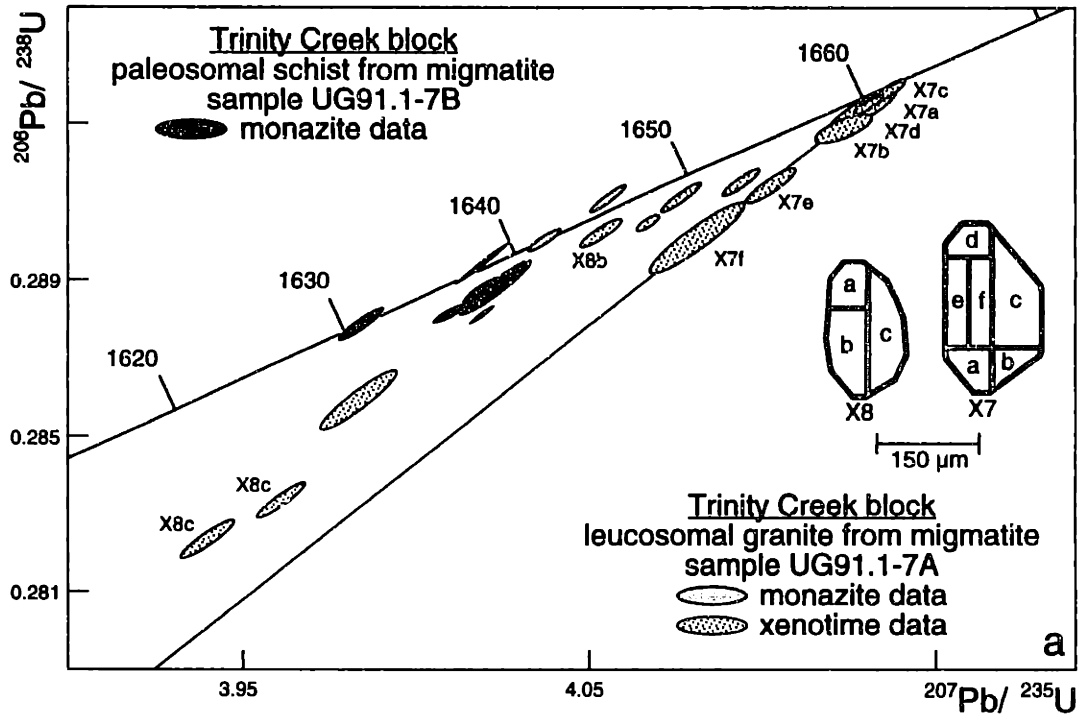 206Pb/ 238U
Trinity Creek block
paleosomal schist from migmatite
sample UG91.1-7B
monazite data
1660
X7c
X7a
X7d
X7b
1650
X7e
1640
X8b
X7f
0.289
1630
d
a
e
f
c
b
c
1620
a
b
X8
X7
0.285
150 µm
X8c
X8c
Trinity Creek block
leucosomal granite from migmatite
sample UG91.1-7A
monazite data
xenotime data
0.281
a
3.95
4.05
207Pb/ 235U